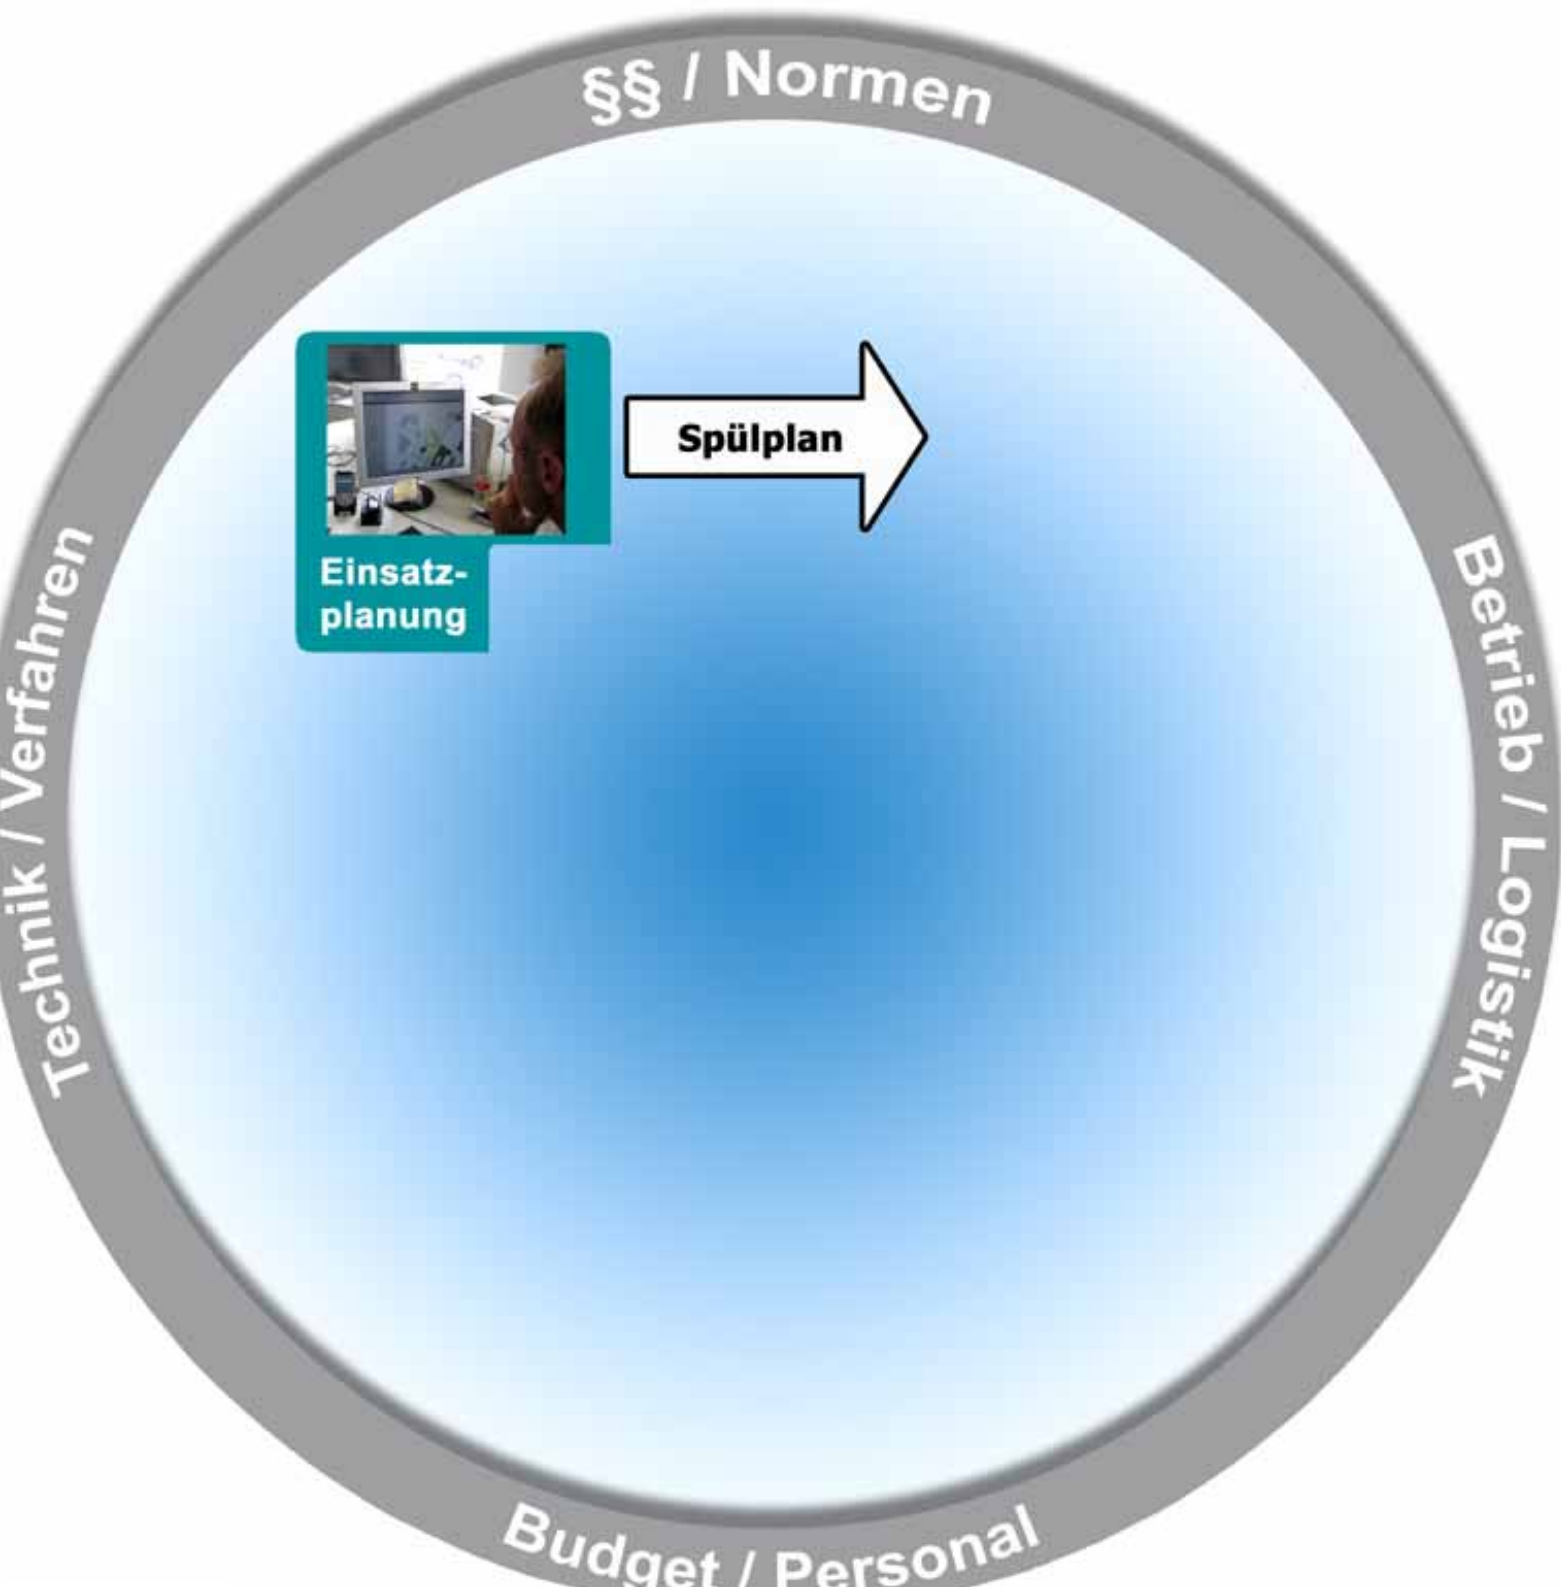 §§ / Normen
Spülplan
Einsatz-
planung
Technik / Verfahren
Betrieb / Logistik
Budget / Personal